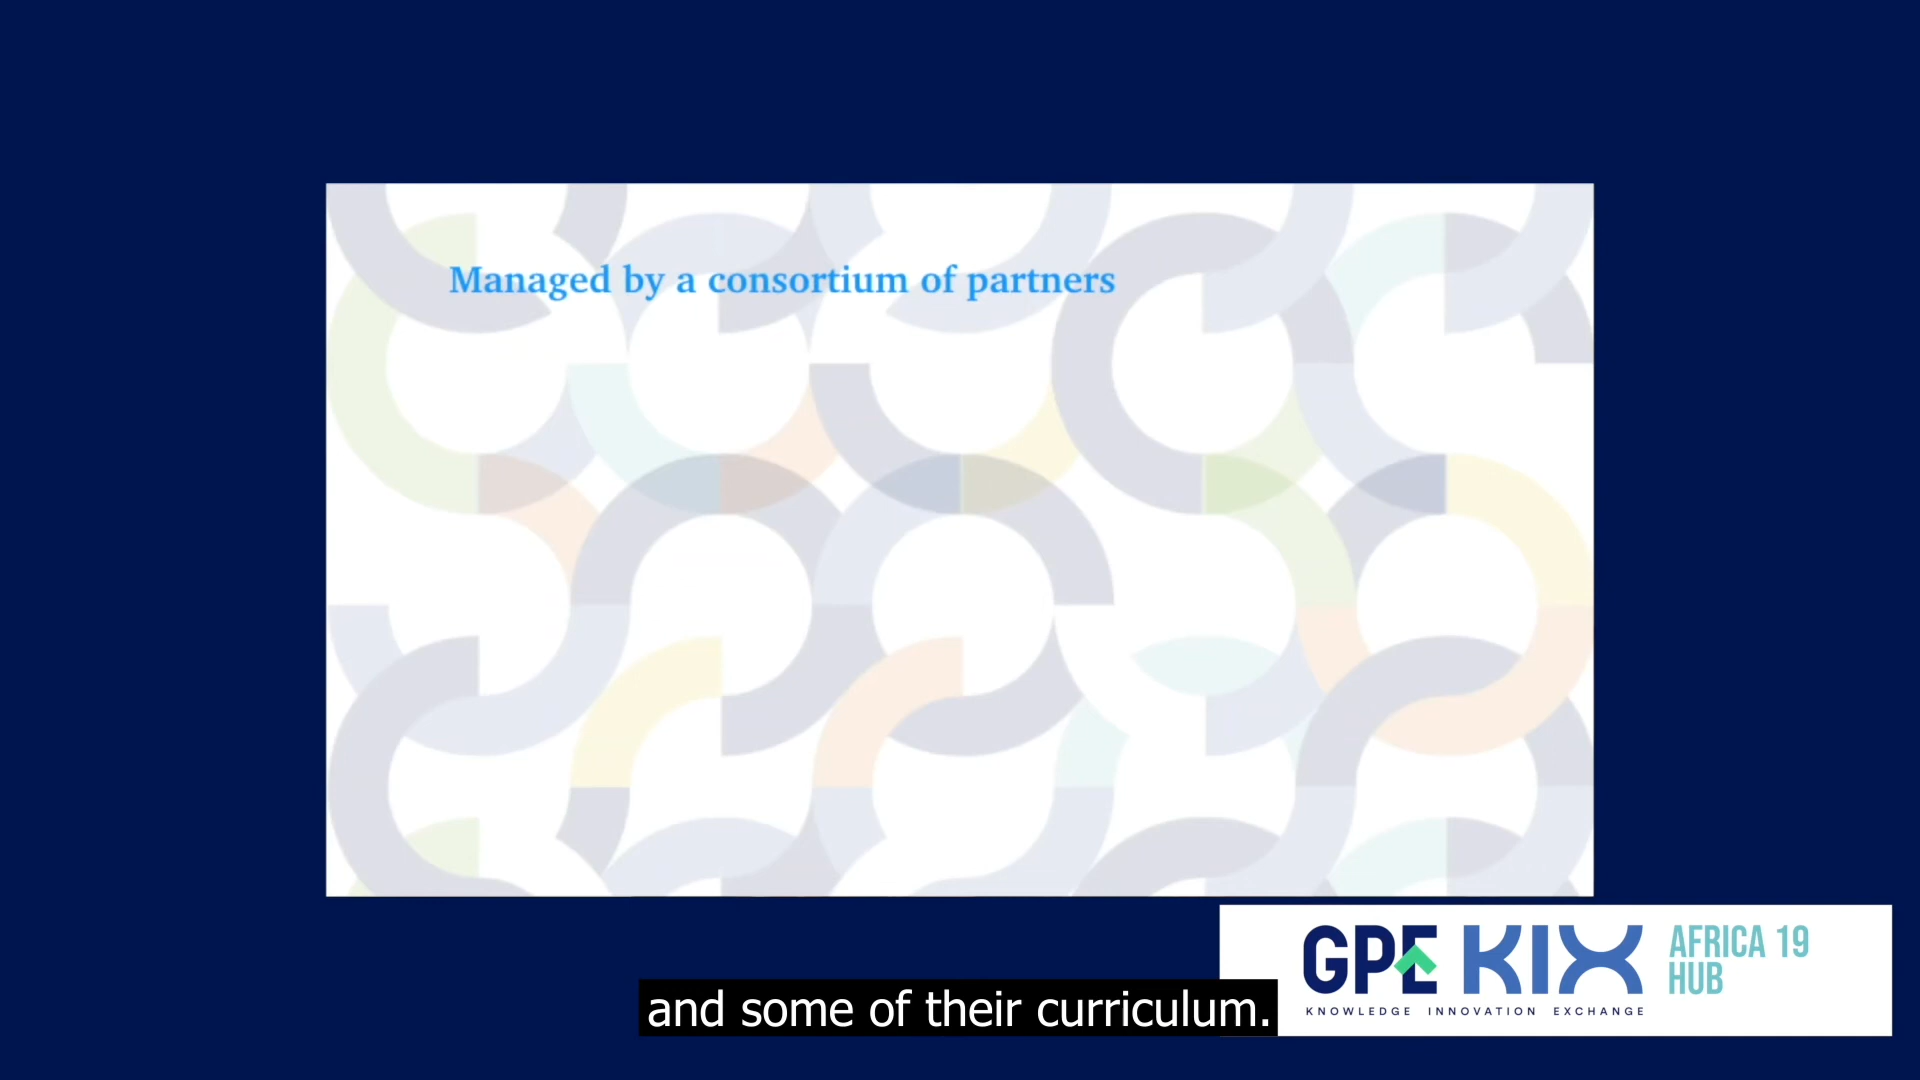 Managed by a consortium of partners
GPE KIX
AFRICA 19
HUB
KNOWLEDGE INNOVATION EXCHANGE
and some of their curriculum.